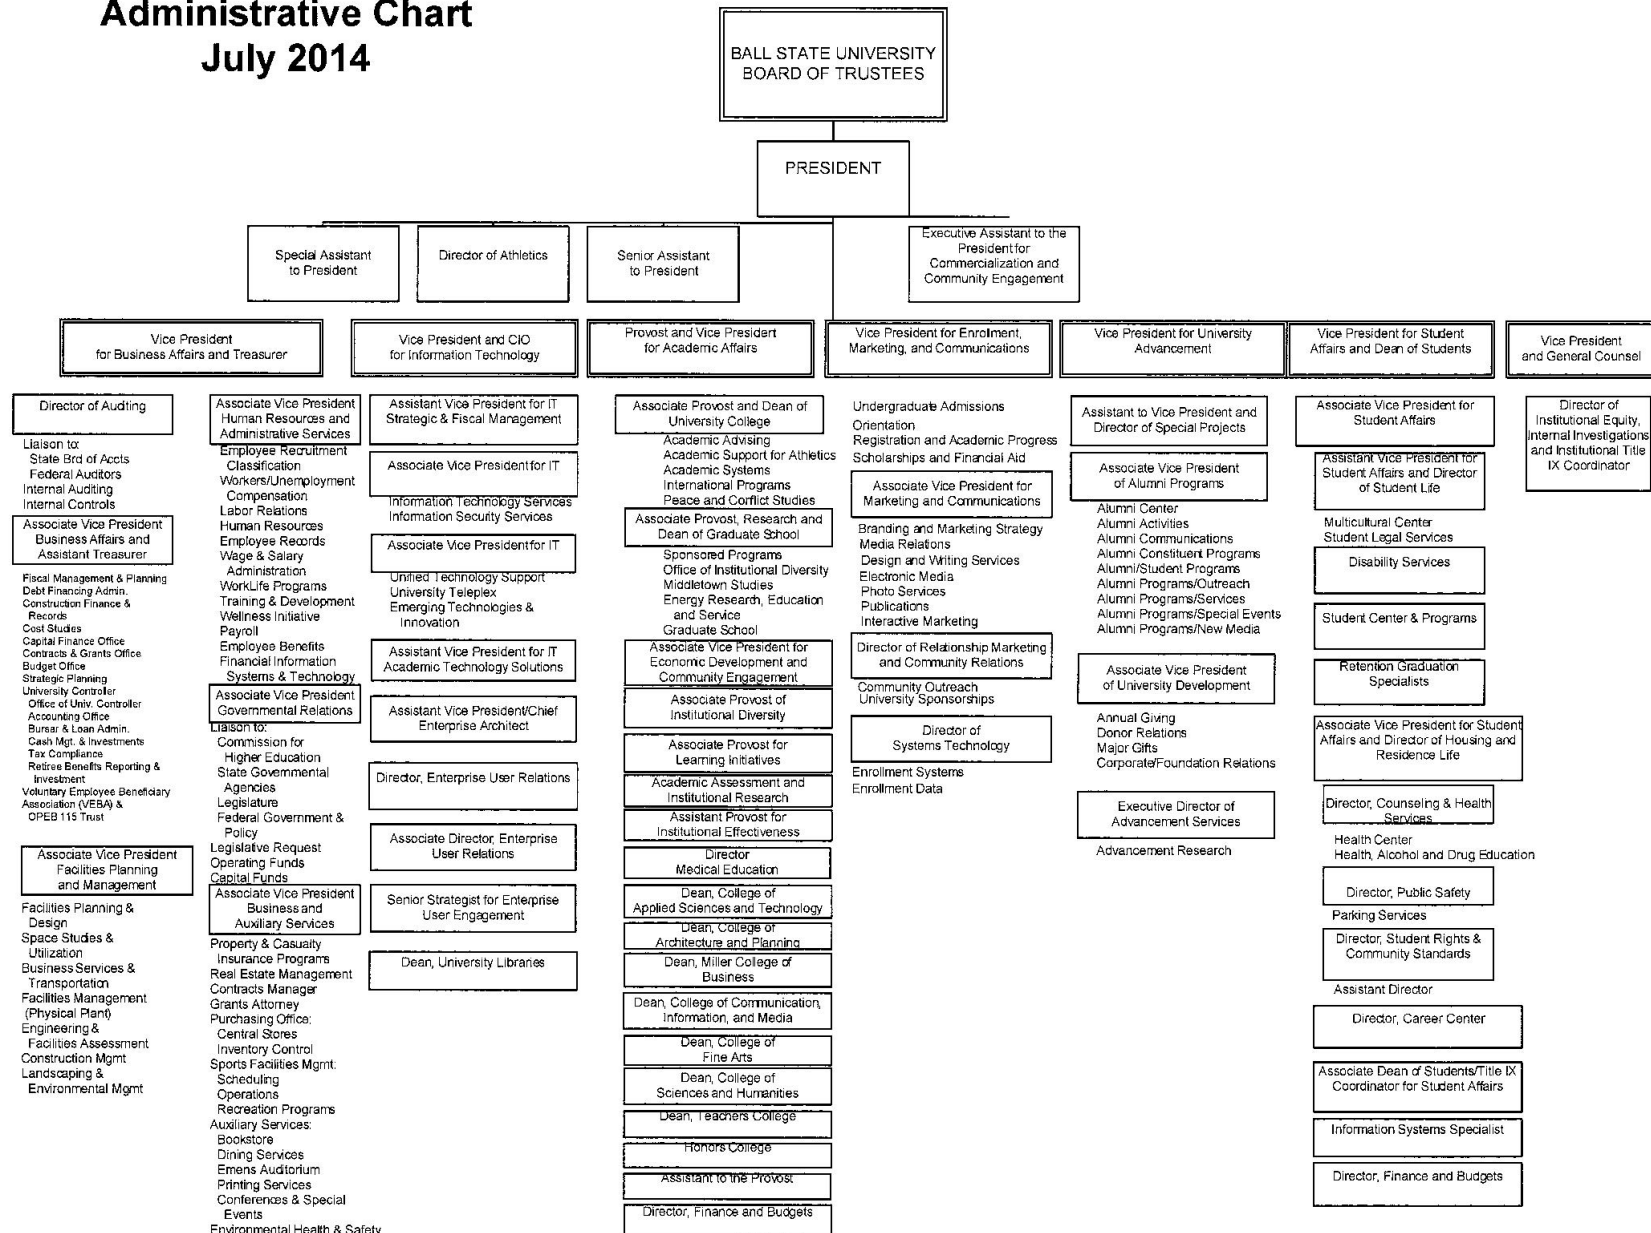 Administrative Chart
July 2014
BALL STATE UNIVERSITY
BOARD OF TRUSTEES
PRESIDENT
Special Assistant
to President
Director of Athletics
Senior Assistant
to President
Executive Assistant to the
President for
Commercialization and
Community Engagement
Vice President
for Business Affairs and Treasurer
Vice President and CIO
for Information Technology
Provost and Vice President
for Academic Affairs
Vice President for Enrollment,
Marketing, and Communications
Vice President for University
Advancement
Vice President for Student
Affairs and Dean of Students
Vice President
and General Counsel
Director of Auditing
Liaison to:
State Brd of Accts
Federal Auditors
Internal Auditing
Internal Controls
Associate Vice President
Business Affairs and
Assistant Treasurer
Fiscal Management & Planning
Debt Financing Admin.
Construction Finance &
Records
Cost Studies
Capital Finance Office
Contracts & Grants Office
Budget Office
Strategic Planning
University Controller
Office of Univ. Controller
Accounting Office
Bursar & Loan Admin.
Cash Mgt. & Investments
Tax Compliance
Retiree Benefits Reporting &
Investment
Voluntary Employee Beneficiary
Association (VEBA) &
OPEB 115 Trust
Associate Vice President
Facilities Planning
and Management
Facilities Planning &
Design
Space Studies &
Utilization
Business Services &
Transportation
Facilities Management
(Physical Plant)
Engineering &
Facilities Assessment
Construction Mgmt
Landscaping &
Environmental Mgmt
Associate Vice President
Human Resources and
Administrative Services
Employee Recruitment
Classification
Workers/Unemployment
Compensation
Labor Relations
Human Resources
Employee Records
Wage & Salary
Administration
WorkLife Programs
Training & Development
Wellness Initiative
Payroll
Employee Benefits
Financial Information
Systems & Technology
Associate Vice President
Governmental Relations
Liaison to:
Commission for
Higher Education
State Governmental
Agencies
Legislature
Federal Government &
Policy
Legislative Request
Operating Funds
Capital Funds
Associate Vice President
Business and
Auxiliary Services
Property & Casualty
Insurance Programs
Real Estate Management
Contracts Manager
Grants Attorney
Purchasing Office:
Central Stores
Inventory Control
Sports Facilities Mgmt:
Scheduling
Operations
Recreation Programs
Auxiliary Services:
Bookstore
Dining Services
Emens Auditorium
Printing Services
Conferences & Special
Events
Environmental Health & Safety
Assistant Vice President for IT
Strategic & Fiscal Management
Associate Vice President for IT
Information Technology Services
Information Security Services
Associate Vice President for IT
Unified Technology Support
University Teleplex
Emerging Technologies &
Innovation
Assistant Vice President for IT
Academic Technology Solutions
Assistant Vice President/Chief
Enterprise Architect
Director, Enterprise User Relations
Associate Director, Enterprise
User Relations
Senior Strategist for Enterprise
User Engagement
Dean, University Libraries
Associate Provost and Dean of
University College
Academic Advising
Academic Support for Athletics
Academic Systems
International Programs
Peace and Conflict Studies
Associate Provost, Research and
Dean of Graduate School
Sponsored Programs
Office of Institutional Diversity
Middletown Studies
Energy Research, Education
and Service
Graduate School
Associate Vice President for
Economic Development and
Community Engagement
Associate Provost of
Institutional Diversity
Associate Provost for
Learning Initiatives
Academic Assessment and
Institutional Research
Assistant Provost for
Institutional Effectiveness
Director
Medical Education
Dean, College of
Applied Sciences and Technology
Dean, College of
Architecture and Planning
Dean, Miller College of
Business
Dean, College of Communication,
Information, and Media
Dean, College of
Fine Arts
Dean, College of
Sciences and Humanities
Dean, Teachers College
Honors College
Assistant to the Provost
Director, Finance and Budgets
Undergraduate Admissions
Orientation
Registration and Academic Progress
Scholarships and Financial Aid
Associate Vice President for
Marketing and Communications
Branding and Marketing Strategy
Media Relations
Design and Writing Services
Electronic Media
Photo Services
Publications
Interactive Marketing
Director of Relationship Marketing
and Community Relations
Community Outreach
University Sponsorships
Director of
Systems Technology
Enrollment Systems
Enrollment Data
Assistant to Vice President and
Director of Special Projects
Associate Vice President
of Alumni Programs
Alumni Center
Alumni Activities
Alumni Communications
Alumni Constituent Programs
Alumni/Student Programs
Alumni Programs/Outreach
Alumni Programs/Services
Alumni Programs/Special Events
Alumni Programs/New Media
Associate Vice President
of University Development
Annual Giving
Donor Relations
Major Gifts
Corporate/Foundation Relations
Executive Director of
Advancement Services
Advancement Research
Associate Vice President for
Student Affairs
Assistant Vice President for
Student Affairs and Director
of Student Life
Multicultural Center
Student Legal Services
Disability Services
Student Center & Programs
Retention Graduation
Specialists
Associate Vice President for Student
Affairs and Director of Housing and
Residence Life
Director, Counseling & Health
Services
Health Center
Health, Alcohol and Drug Education
Director, Public Safety
Parking Services
Director, Student Rights &
Community Standards
Assistant Director
Director, Career Center
Associate Dean of Students/Title IX
Coordinator for Student Affairs
Information Systems Specialist
Director, Finance and Budgets
Director of
Institutional Equity,
Internal Investigations
and Institutional Title
IX Coordinator